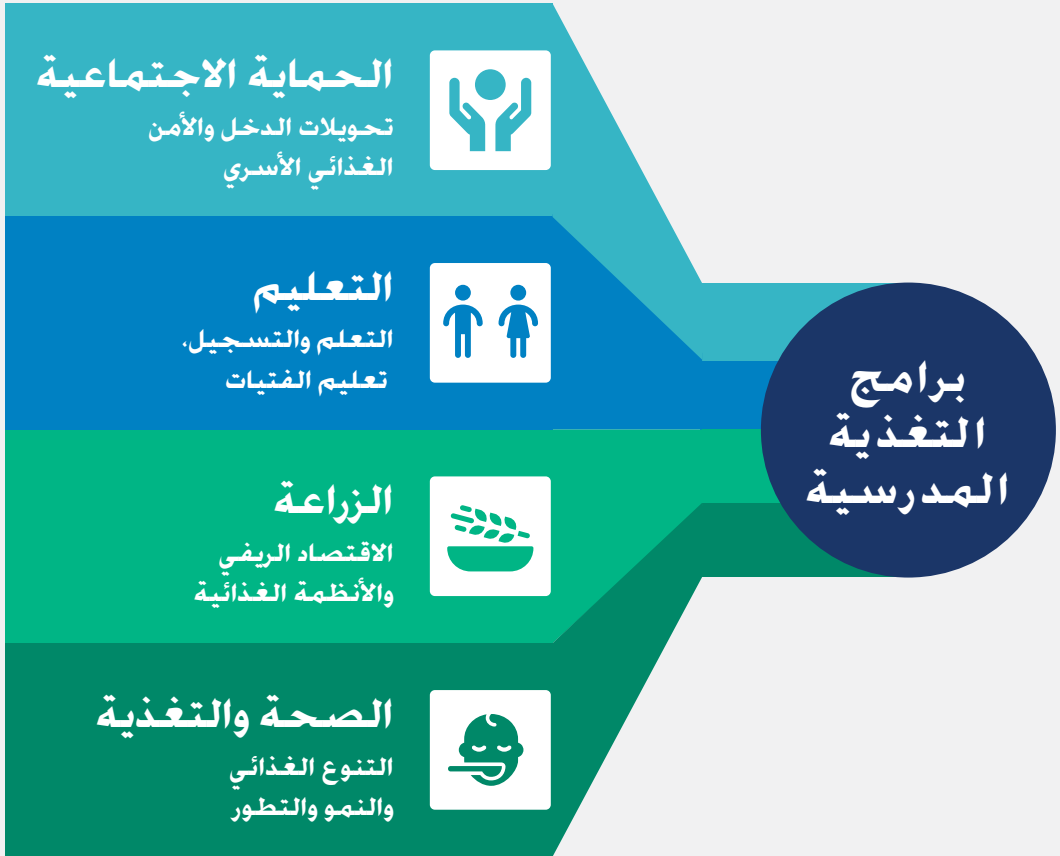 برامج
التغذية
المدرسية
الحماية الاجتماعية
تحويلات الدخل والأمن
الغذائي الأسري
التعليم
التعلم والتسجيل،
تعليم الفتيات
الزراعة
الاقتصاد الريفي
والأنظمة الغذائية
الصحة والتغذية
التنوع الغذائي
والنمو والتطور